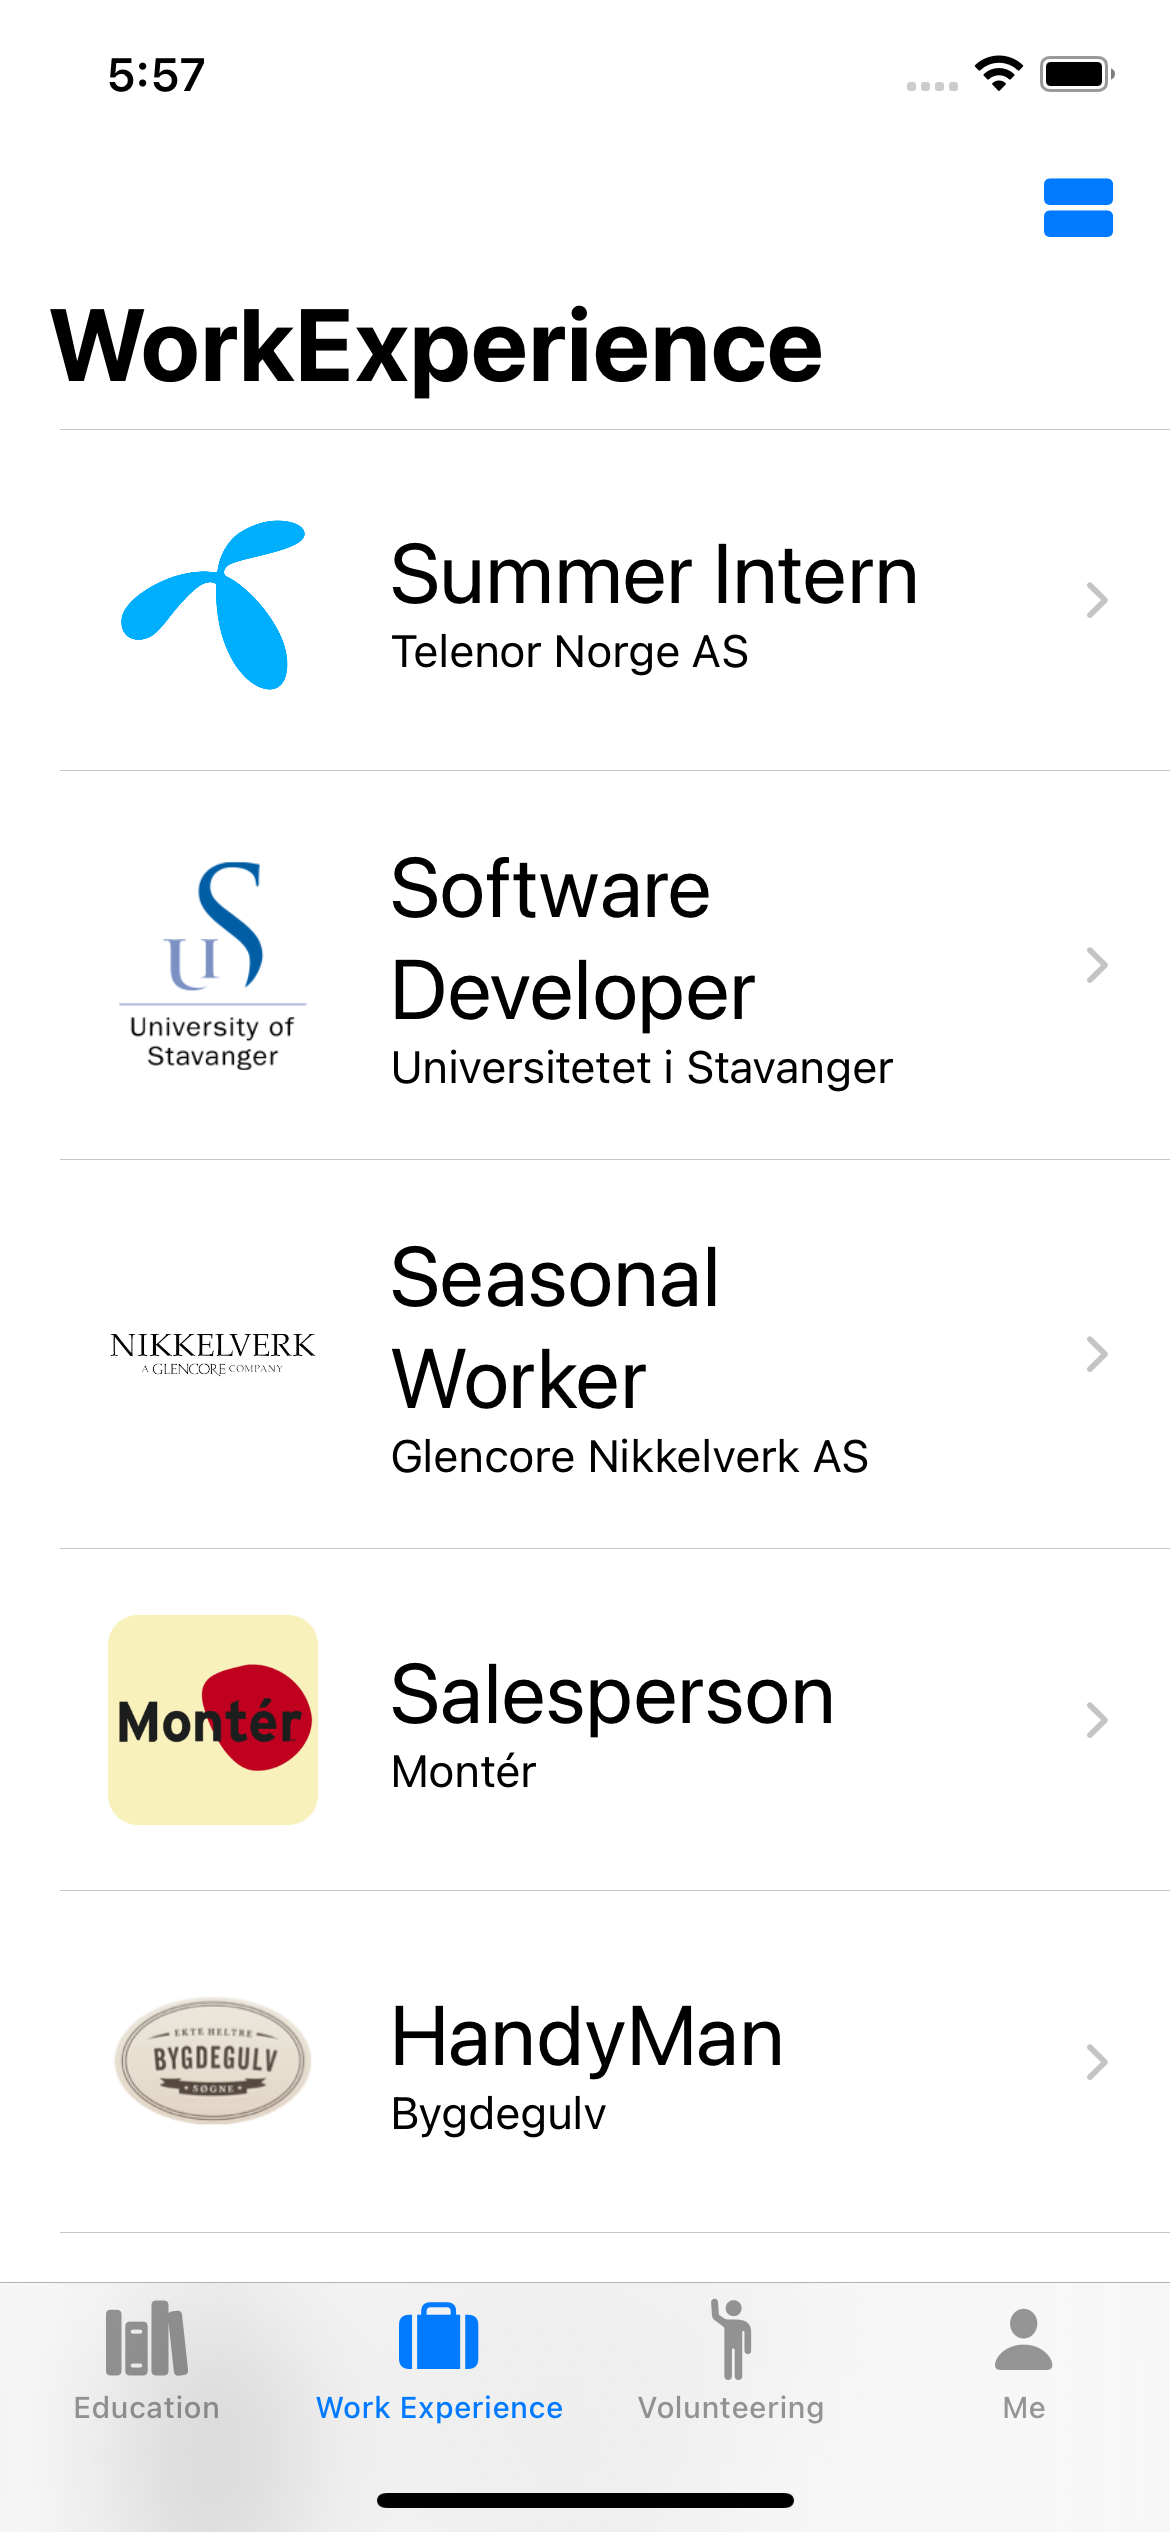 5:57
WorkExperience
Summer Intern
Telenor Norge AS
University of
Stavanger
Software
Developer
Universitetet i Stavanger
NIKKELVERK
A GLENCORE COMPANY
Seasonal
Worker
Glencore Nikkelverk AS
Montér
Salesperson
Montér
EKTE HELTRE
BYGDEGULV
SØGNE
HandyMan
Bygdegulv
Education
Work Experience
Volunteering
Me